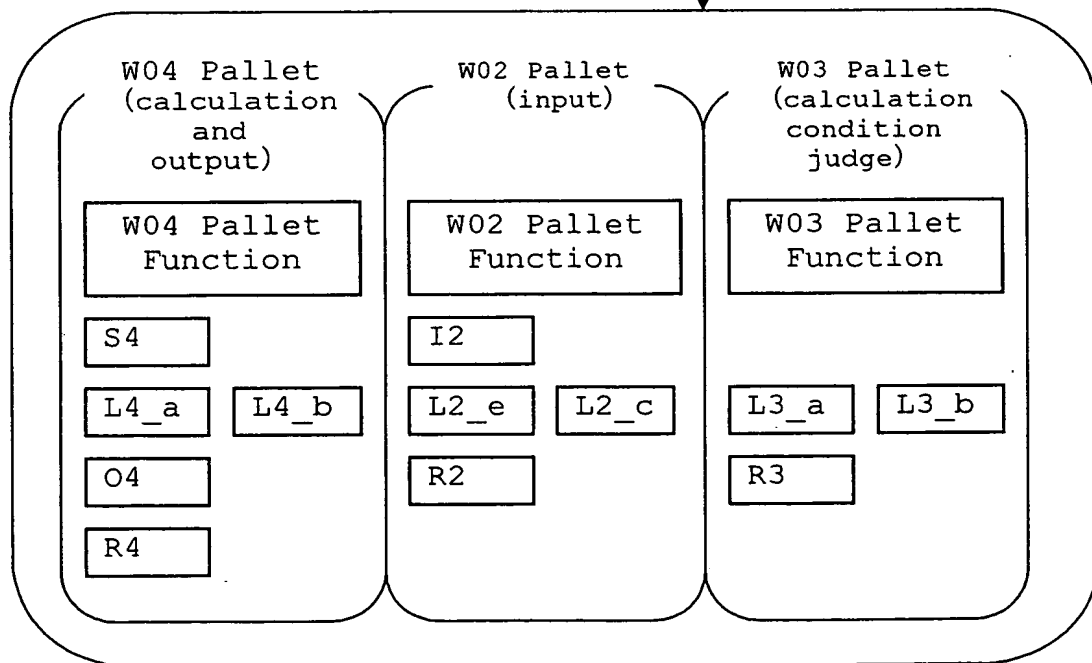 W04 Pallet
(calculation
and
output)
W04 Pallet
Function
S4
L4_a
L4_b
O4
R4
W02 Pallet
(input)
W02 Pallet
Function
I2
L2_e
L2_c
R2
W03 Pallet
(calculation
condition
judge)
W03 Pallet
Function
L3_a
L3_b
R3